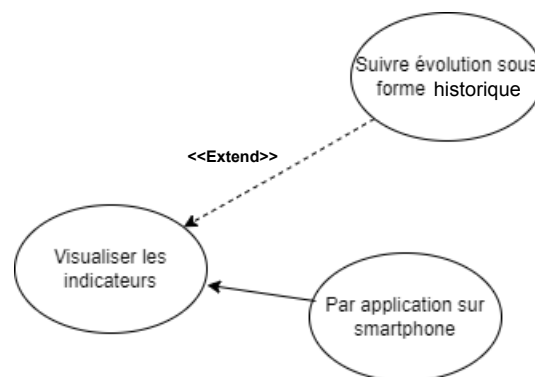 Suivre évolution sous
forme historique
<<Extend>>
Visualiser les
indicateurs
Par application sur
smartphone